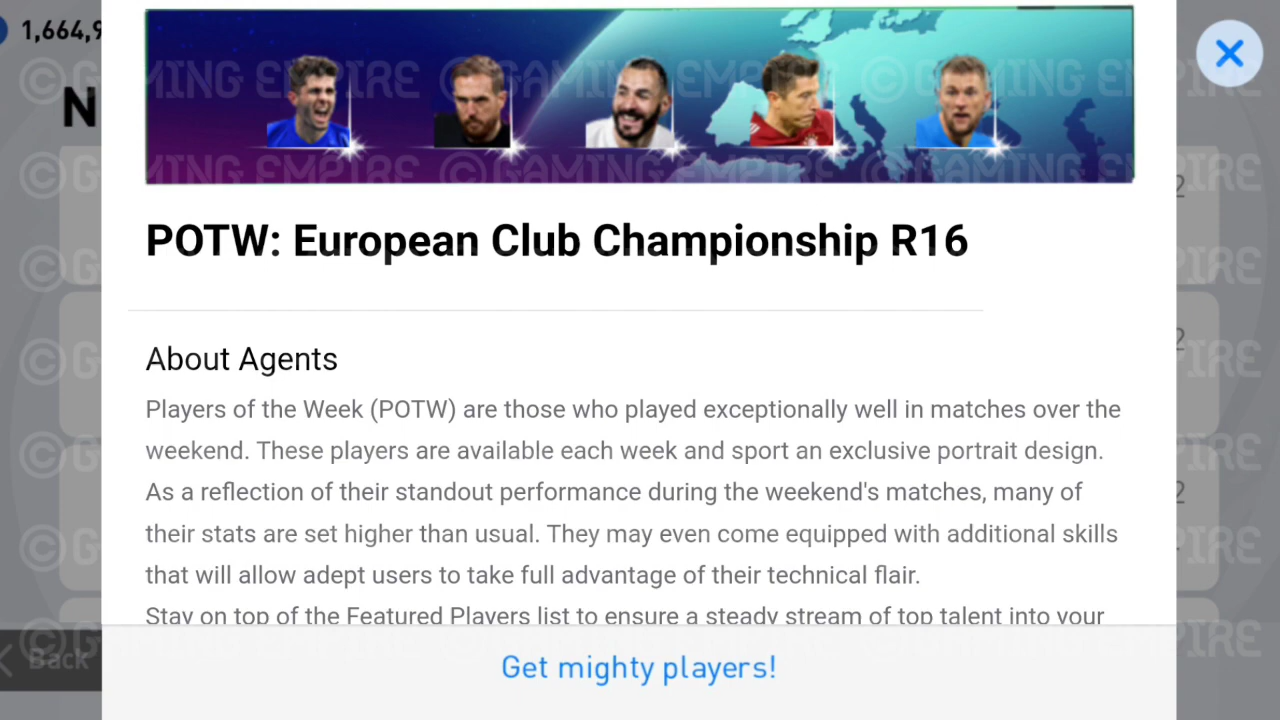 1,664,9
N
©GAMING EMPIRE
POTW: European Club Championship R16
About Agents
Players of the Week (POTW) are those who played exceptionally well in matches over the
weekend. These players are available each week and sport an exclusive portrait design.
As a reflection of their standout performance during the weekend's matches, many of
their stats are set higher than usual. They may even come equipped with additional skills
that will allow adept users to take full advantage of their technical flair.
Stay on top of the Featured Players list to ensure a steady stream of top talent into your
Back
Get mighty players!